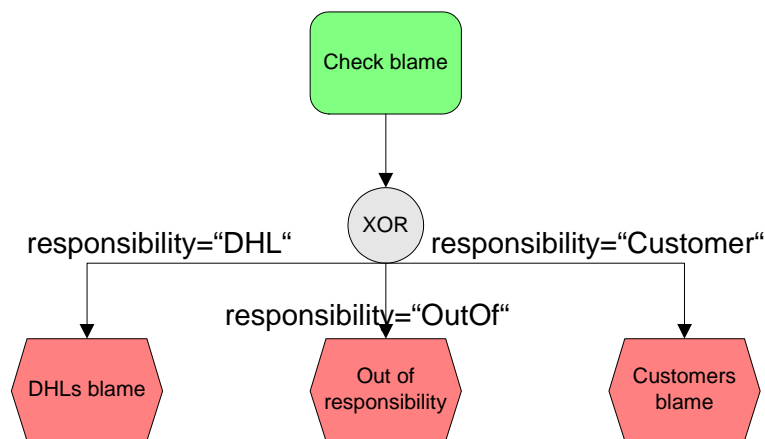 Check blame
XOR
responsibility=“DHL“
responsibility=“Customer“
responsibility=“OutOf“
DHLs blame
Out of
responsibility
Customers
blame